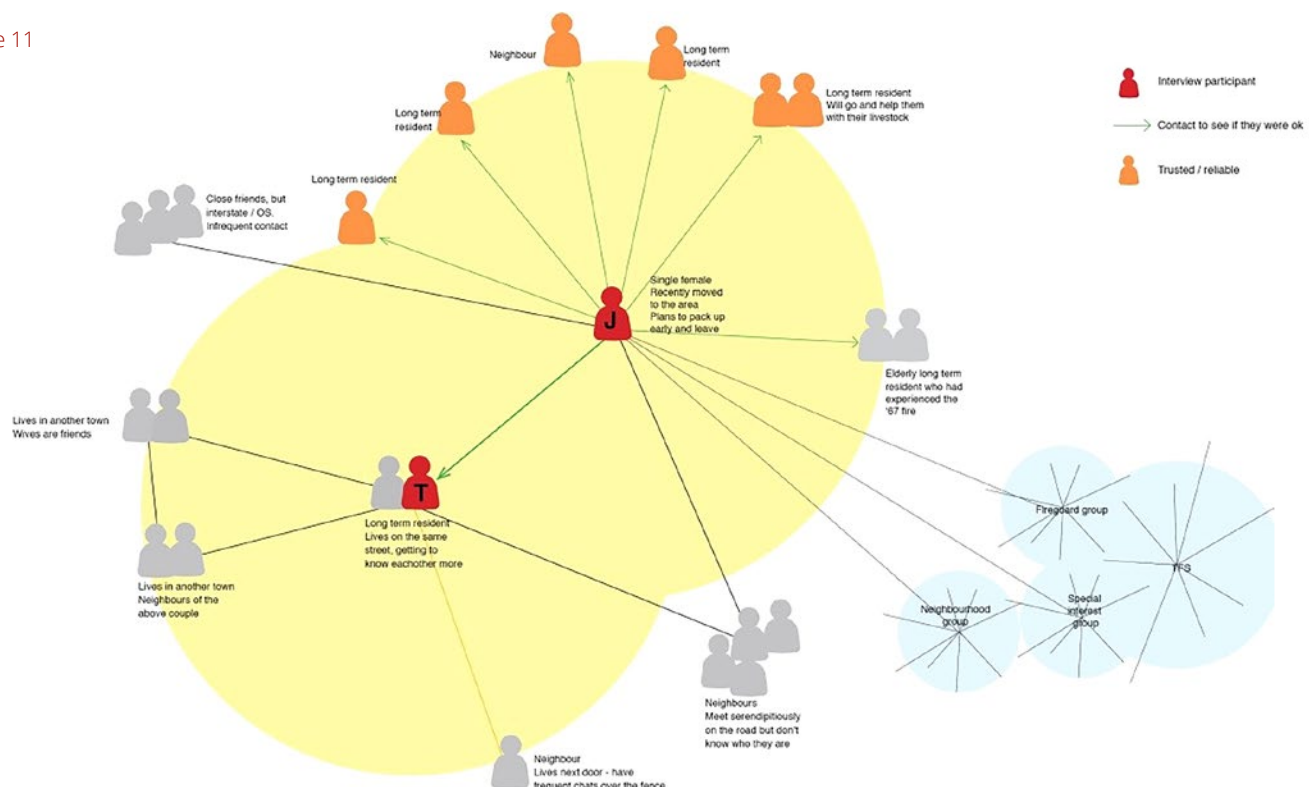 e 11
Neighbour
Long term
resident
Long term
resident
Long term resident
Will go and help them
with their livestock
Long term resident
Close friends, but
interstate / OS.
Infrequent contact
Interview participant
Contact to see if they were ok
Trusted / reliable
J
Single female
Recently moved
to the area
Plans to pack up
early and leave
Elderly long term
resident who had
experienced the
'67 fire
Lives in another town
Wives are friends
T
Long term resident
Lives on the same
street, getting to
know eachother more
Lives in another town
Neighbours of the
above couple
Fireguard group
TFS
Special
interest
group
Neighbourhood
group
Neighbours
Meet serendipitiously
on the road but don't
know who they are
Neighbour
Lives next door - have
frequent chats over the fence